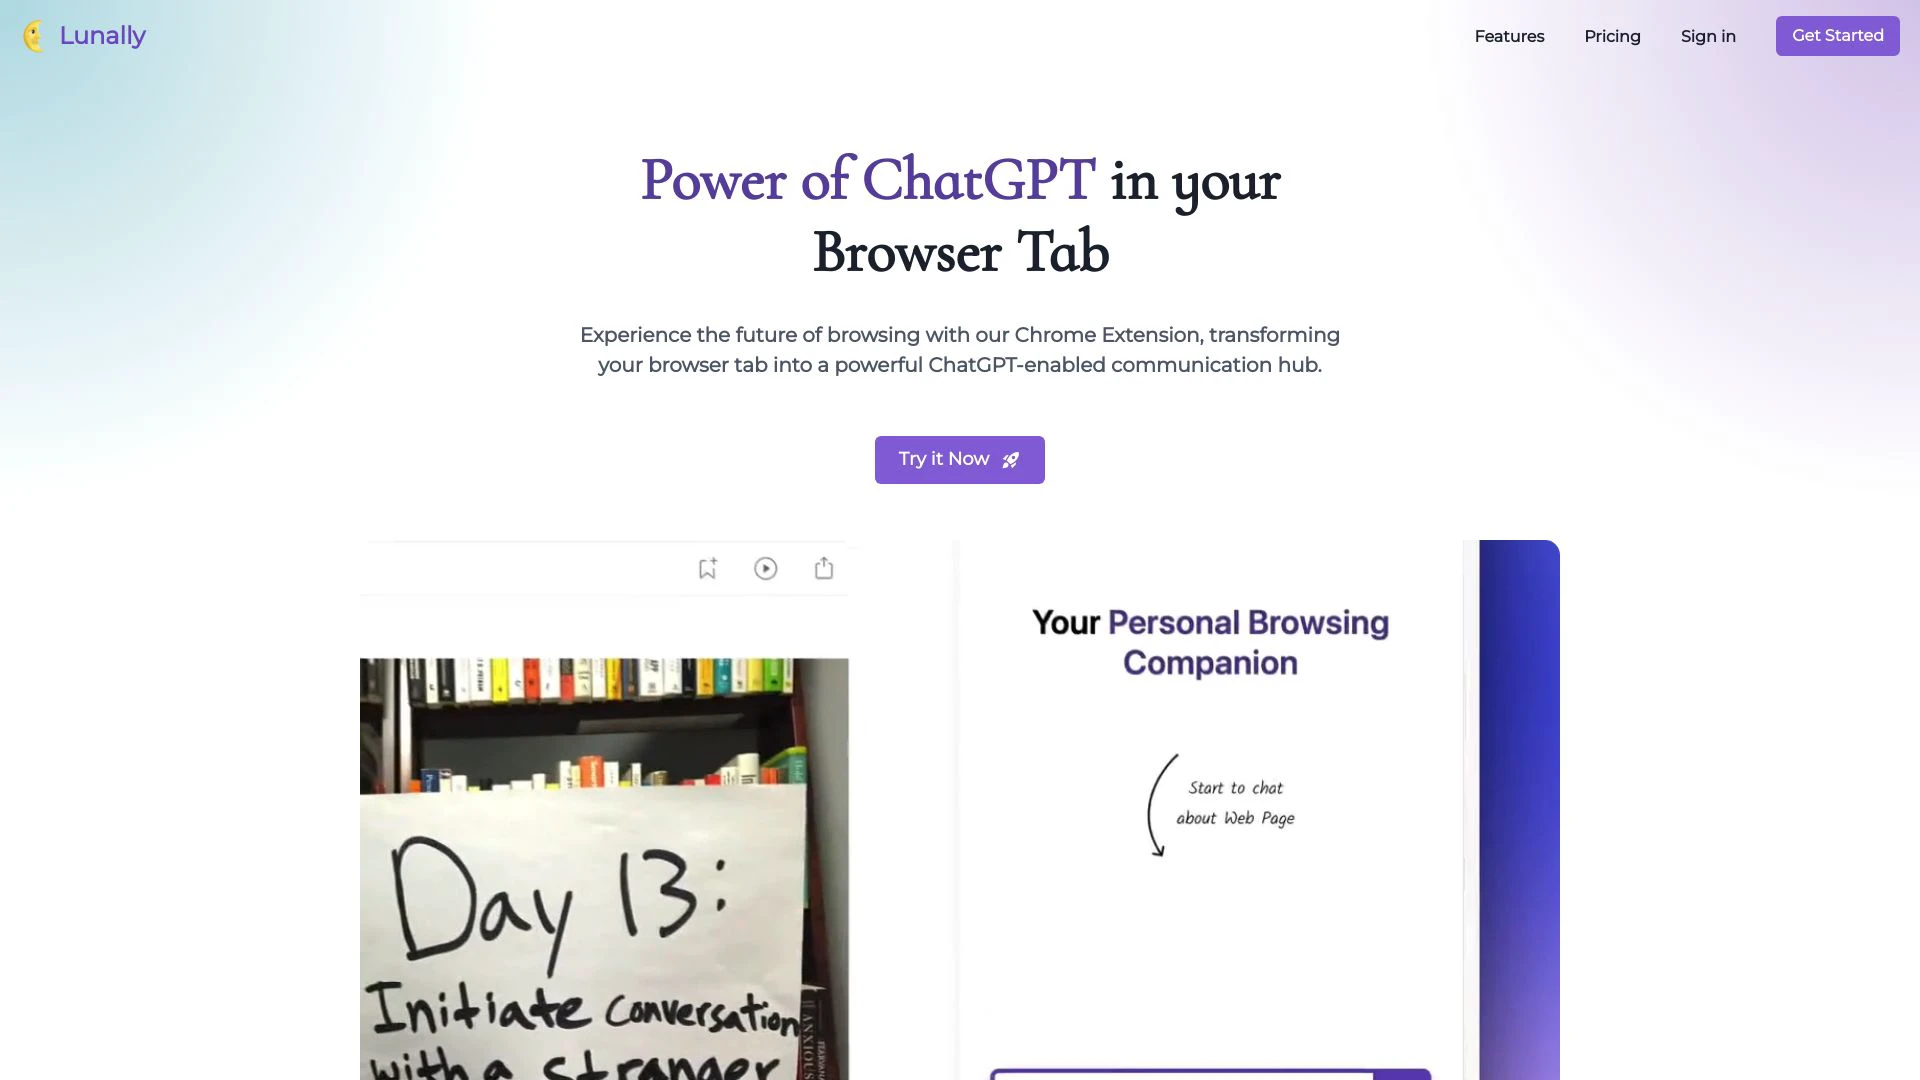 Lunally
Features
Pricing
Sign in
Get Started
Power of ChatGPT in your
Browser Tab
Experience the future of browsing with our Chrome Extension, transforming
your browser tab into a powerful ChatGPT-enabled communication hub.
Try it Now
Day 13:
Initiate conversation
with a stranger
Your Personal Browsing
Companion
Start to chat
about Web Page